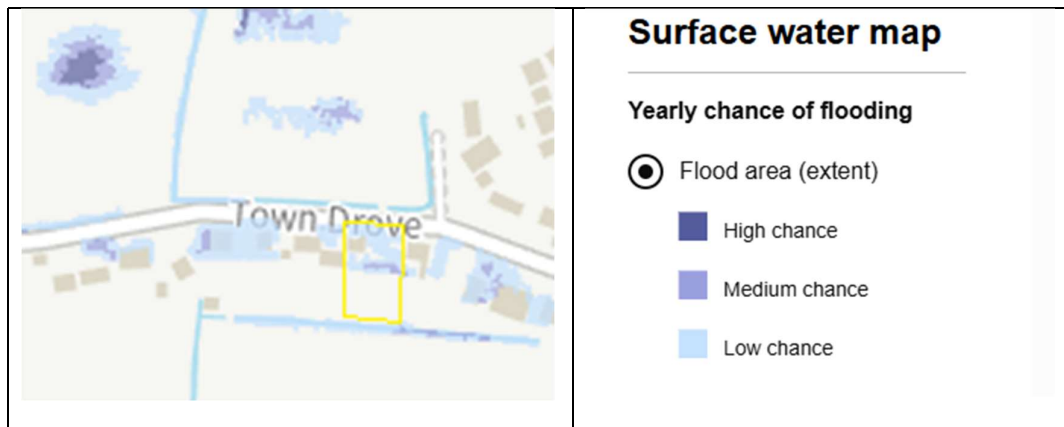 Town Drove
Surface water map
Yearly chance of flooding
Flood area (extent)
High chance
Medium chance
Low chance